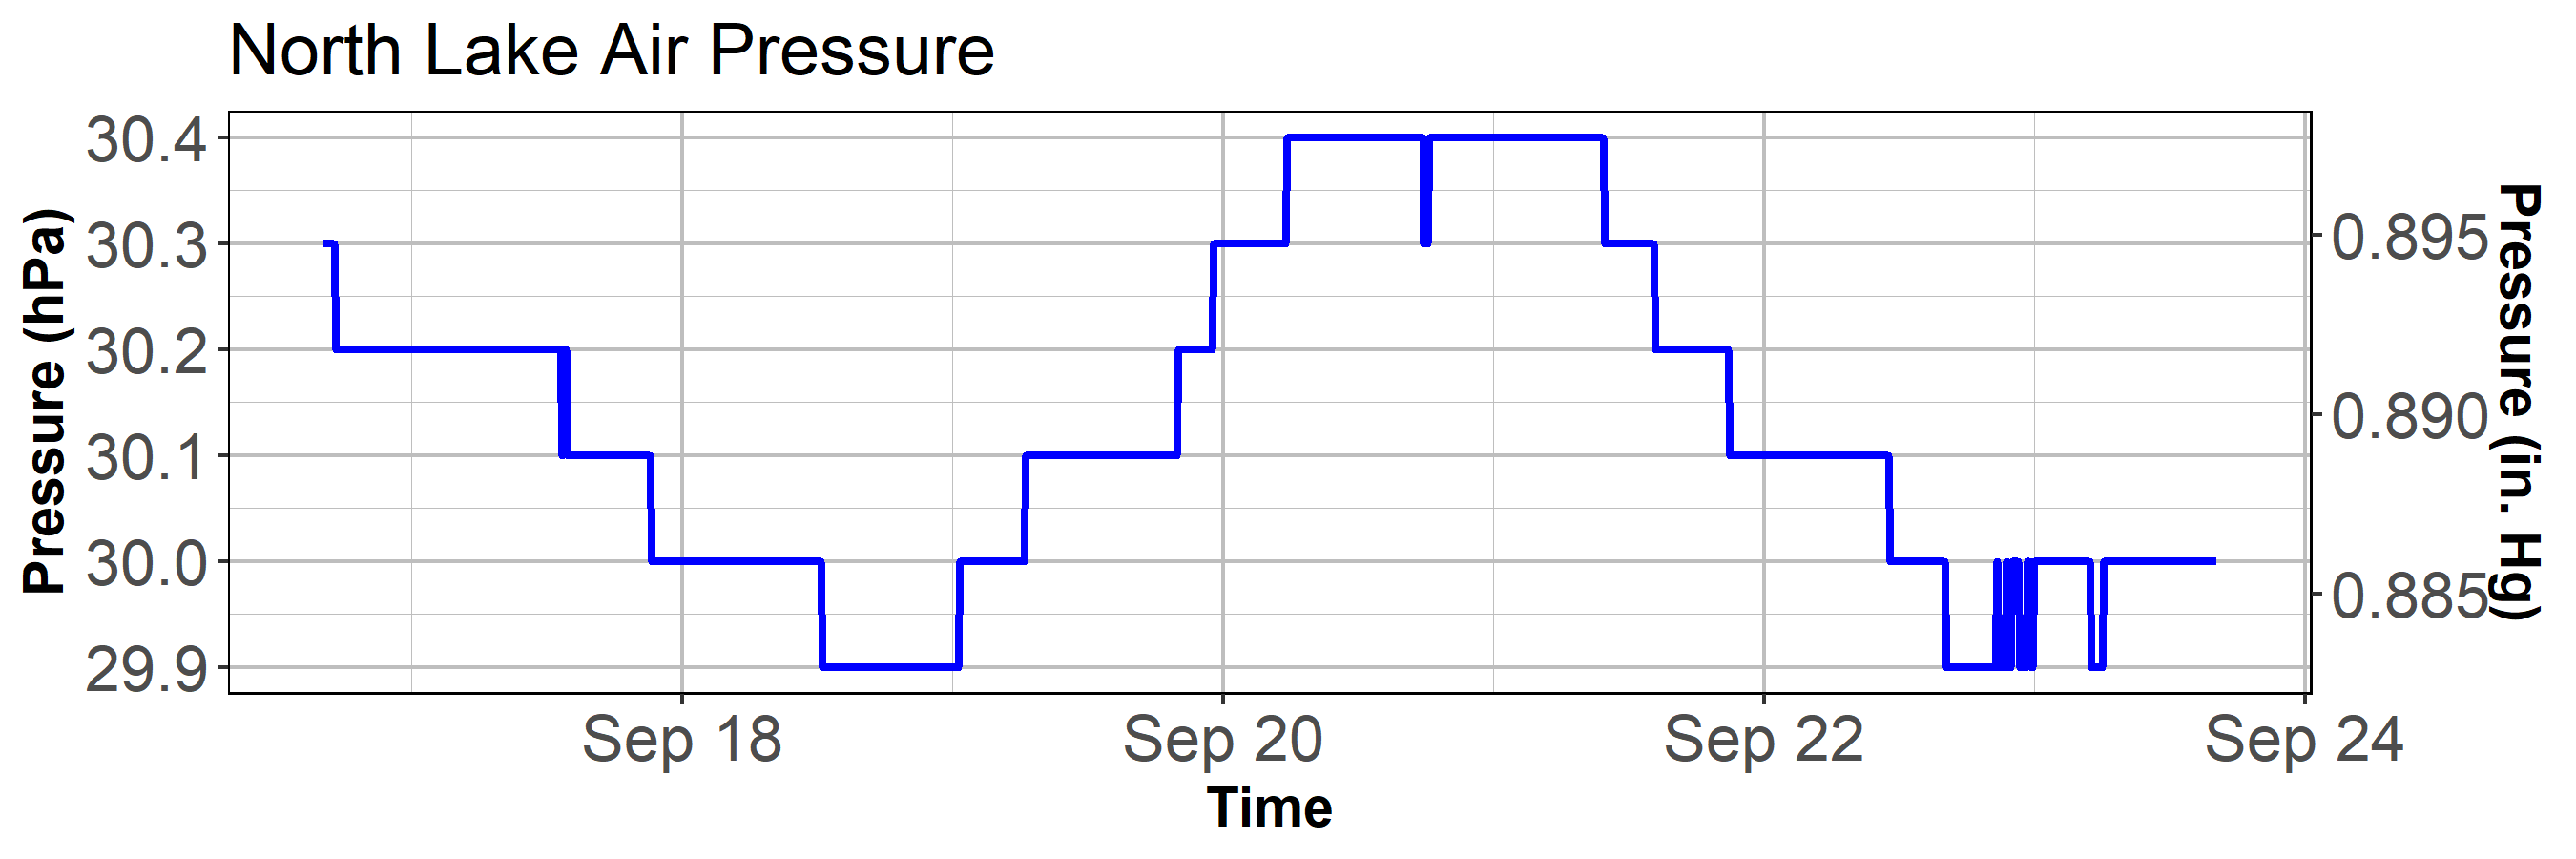 North Lake Air Pressure
Pressure (hPa)
30.4
30.3
30.2
30.1
30.0
29.9
0.895
0.890
0.885
Pressure (in. Hg)
Sep 18 Sep 20 Sep 22 Sep 24
Time